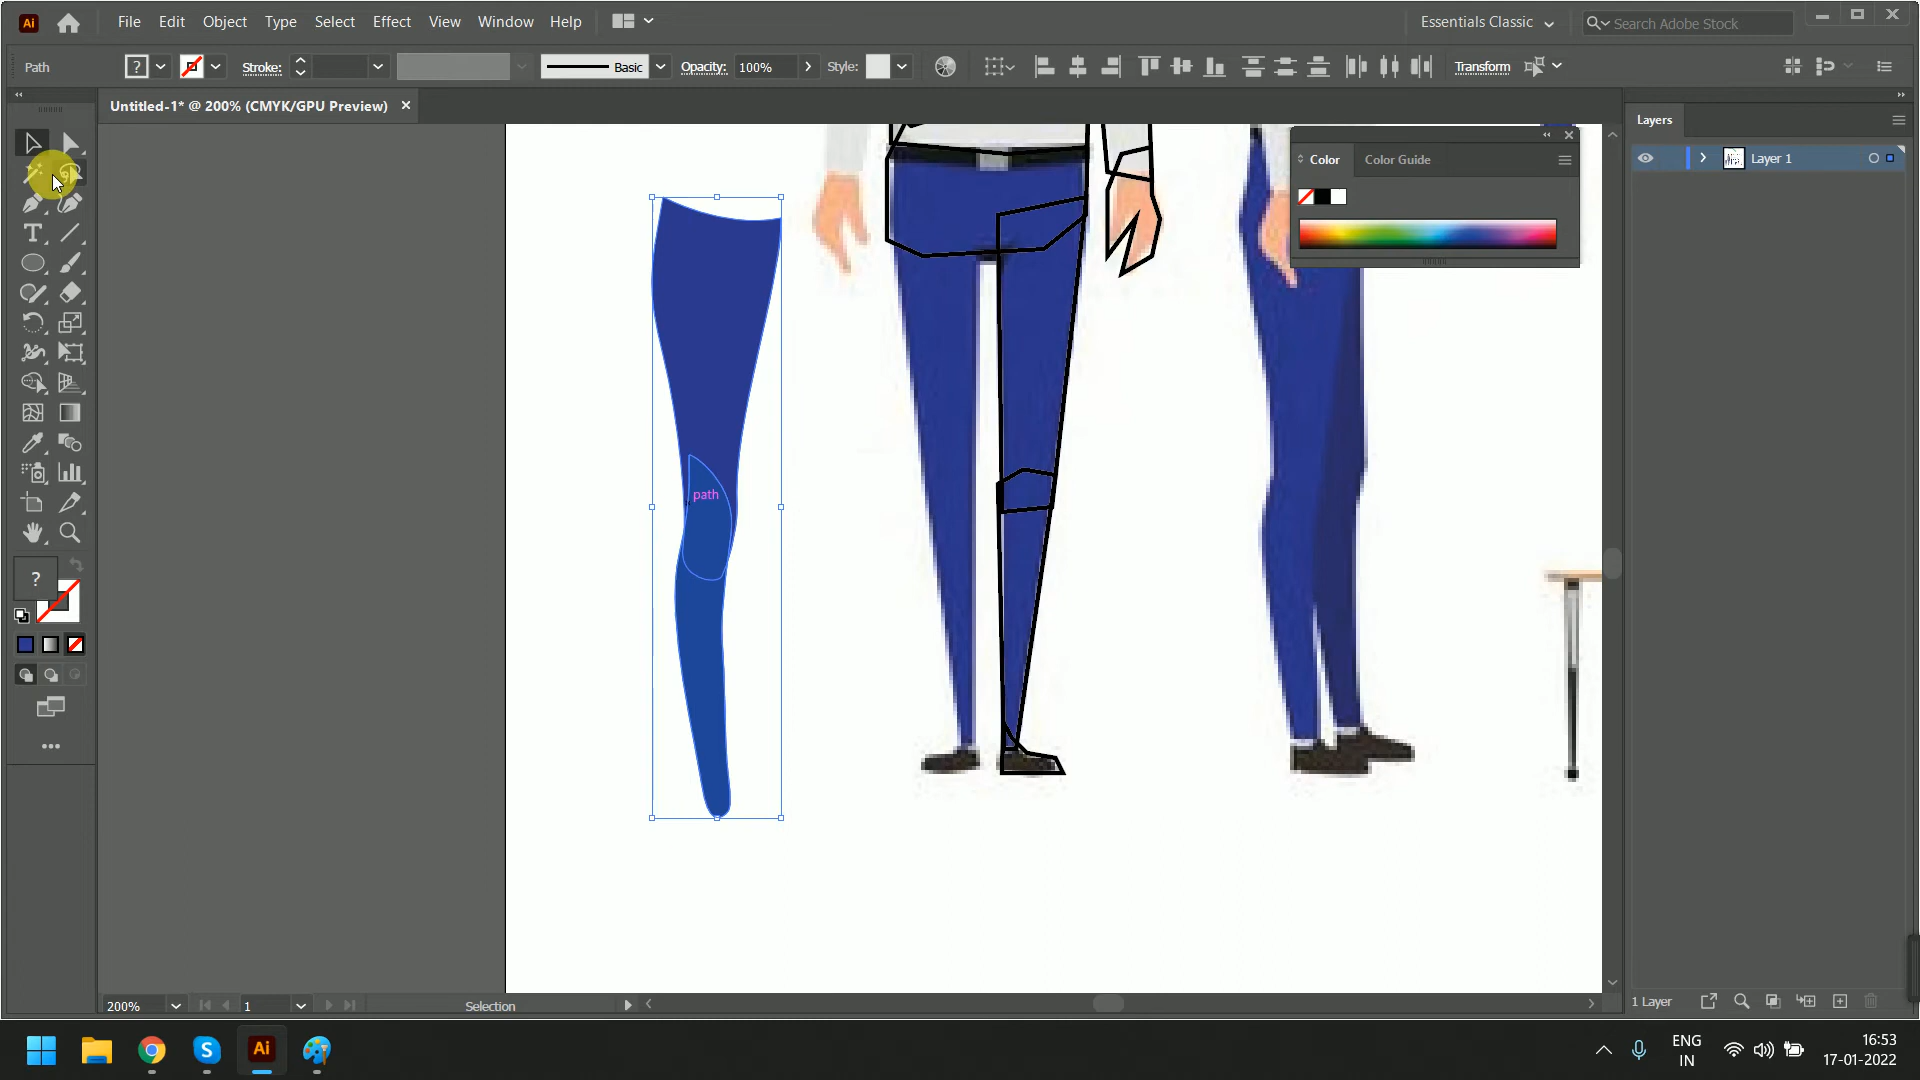 Ai File Edit Object Type Select Effect View Window Help Essentials Classic Search Adobe Stock
Path ? Stroke: Basic Opacity: 100% Style: Transform
Untitled-1* @ 200% (CMYK/GPU Preview)
Layers
Color Color Guide
Layer 1
path
?
200% 1 Selection 1 Layer
Ai
ENG
IN
16:53
17-01-2022